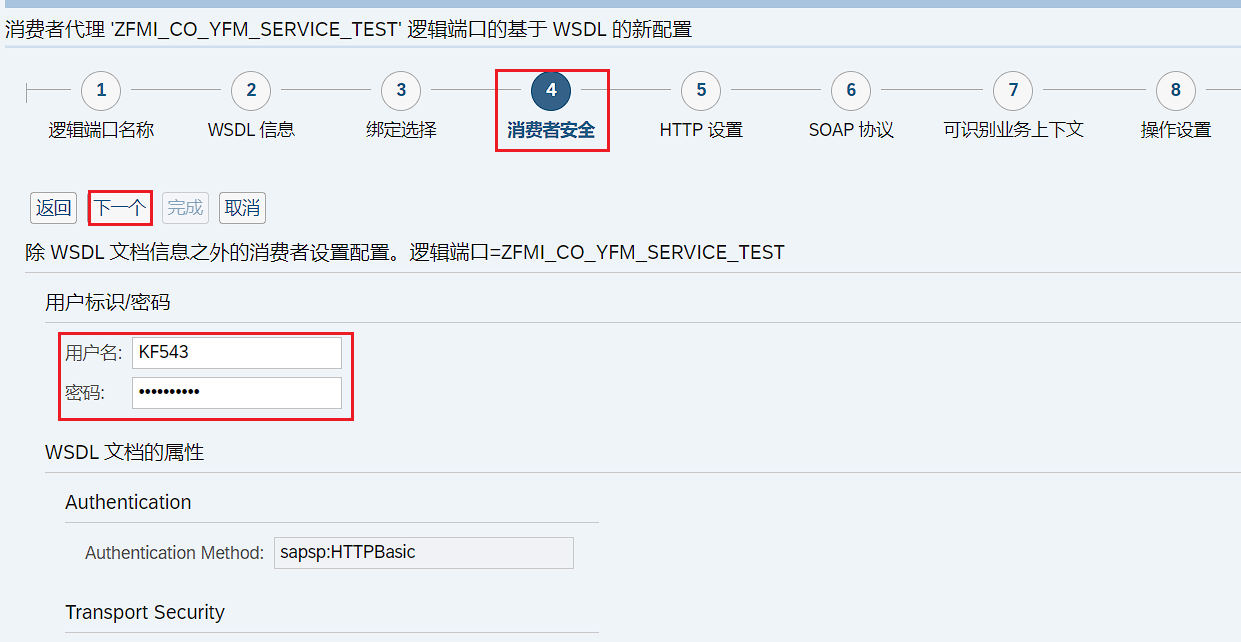 消费者代理 'ZFMI_CO_YFM_SERVICE_TEST' 逻辑端口的基于 WSDL 的新配置
1 2 3 4 5 6 7 8
逻辑端口名称 WSDL 信息 绑定选择 消费者安全 HTTP 设置 SOAP 协议 可识别业务上下文 操作设置
返回 下一个 完成 取消
除 WSDL 文档信息之外的消费者设置配置。逻辑端口=ZFMI_CO_YFM_SERVICE_TEST
用户标识/密码
用户名: KF543
密码: ••••••••••
WSDL 文档的属性
Authentication
Authentication Method: sapsp:HTTPBasic
Transport Security